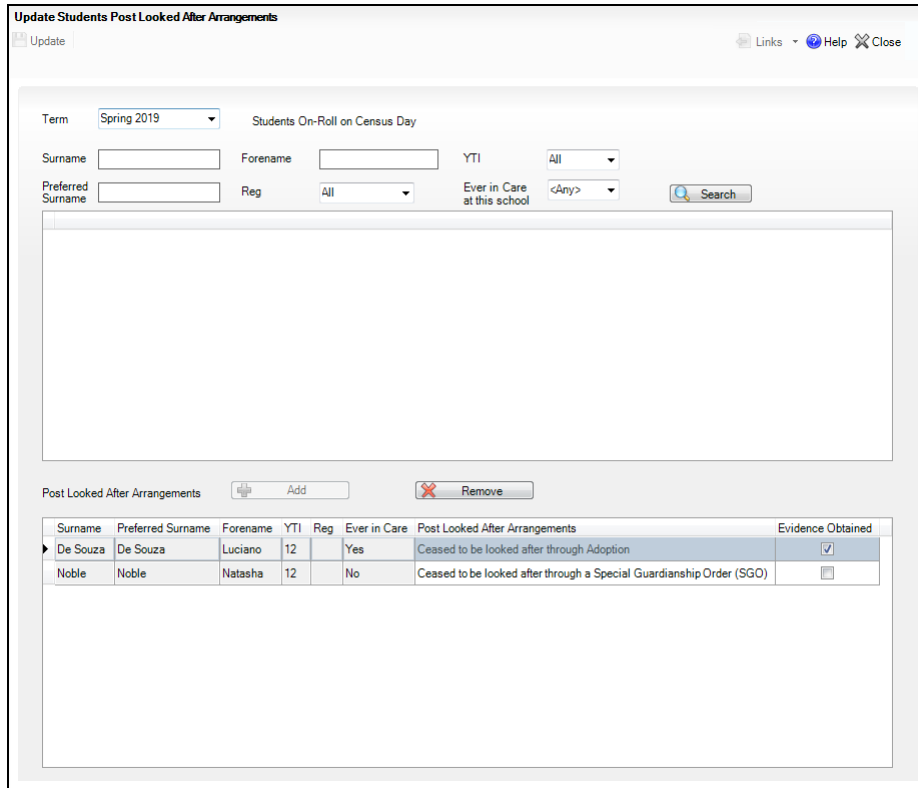 Update Students Post Looked After Arrangements
Update Links Help Close
Term Spring 2019 Students On-Roll on Census Day
Surname Forename YTI All
Preferred Surname Reg All Ever in Care at this school <Any> Search
Post Looked After Arrangements Add Remove
Surname Preferred Surname Forename YTI Reg Ever in Care Post Looked After Arrangements Evidence Obtained
De Souza De Souza Luciano 12 Yes Ceased to be looked after through Adoption
Noble Noble Natasha 12 No Ceased to be looked after through a Special Guardianship Order (SGO)